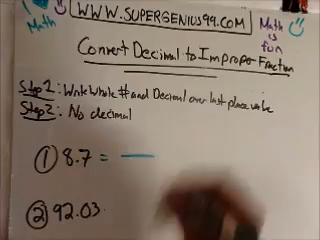 I
Math
WWW.SUPERGENIUS99.COM
Math
is
fun
Convert Decimal to Improper Fraction
Step 1: Write Whole # and Decimal over last place value
Step 2: No decimal
① 8.7 = —
② 92.03